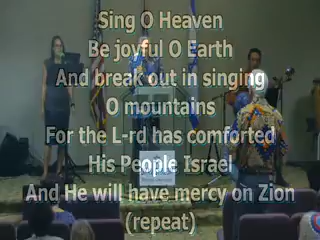 Sing O Heaven
Be joyful O Earth
And break out in singing
O mountains
For the L-rd has comforted
His People Israel
And He will have mercy on Zion
(repeat)